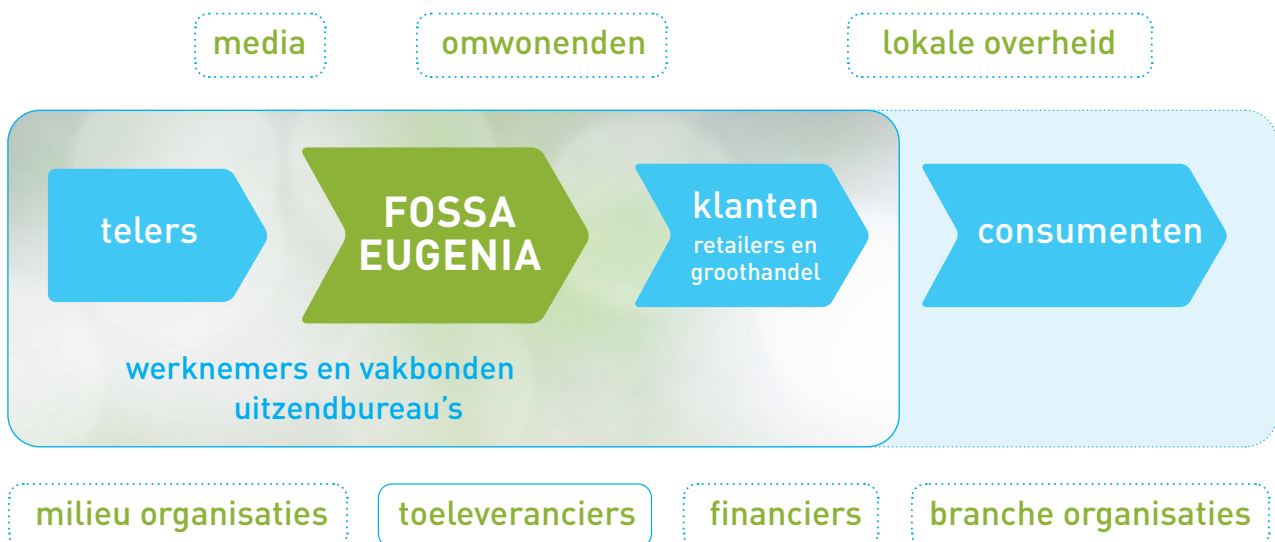 media
omwonenden
lokale overheid
telers
FOSSA
EUGENIA
klanten
retailers en
groothandel
consumenten
werknemers en vakbonden
uitzendbureau’s
milieu organisaties
toeleveranciers
financiers
branche organisaties